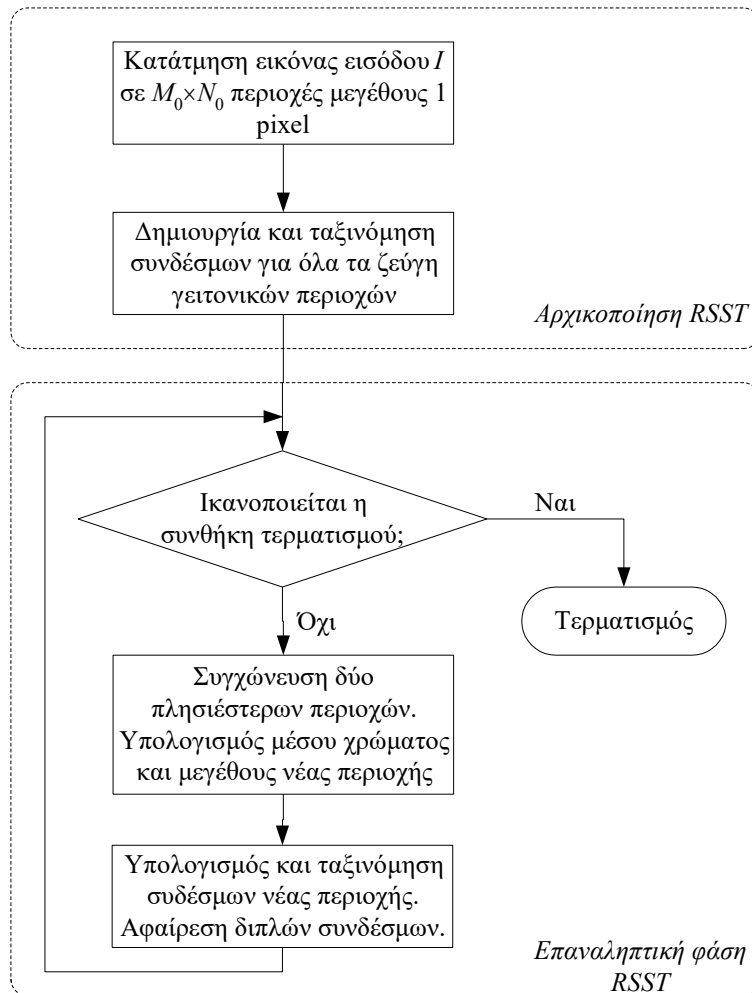 Κατάτμηση εικόνας εισόδου I
σε M₀×N₀ περιοχές μεγέθους 1
pixel
Δημιουργία και ταξινόμηση
συνδέσμων για όλα τα ζεύγη
γειτονικών περιοχών
Αρχικοποίηση RSST
Ικανοποιείται η
συνθήκη τερματισμού;
Ναι
Τερματισμός
Όχι
Συγχώνευση δύο
πλησιέστερων περιοχών.
Υπολογισμός μέσου χρώματος
και μεγέθους νέας περιοχής
Υπολογισμός και ταξινόμηση
συδέσμων νέας περιοχής.
Αφαίρεση διπλών συνδέσμων.
Επαναληπτική φάση
RSST